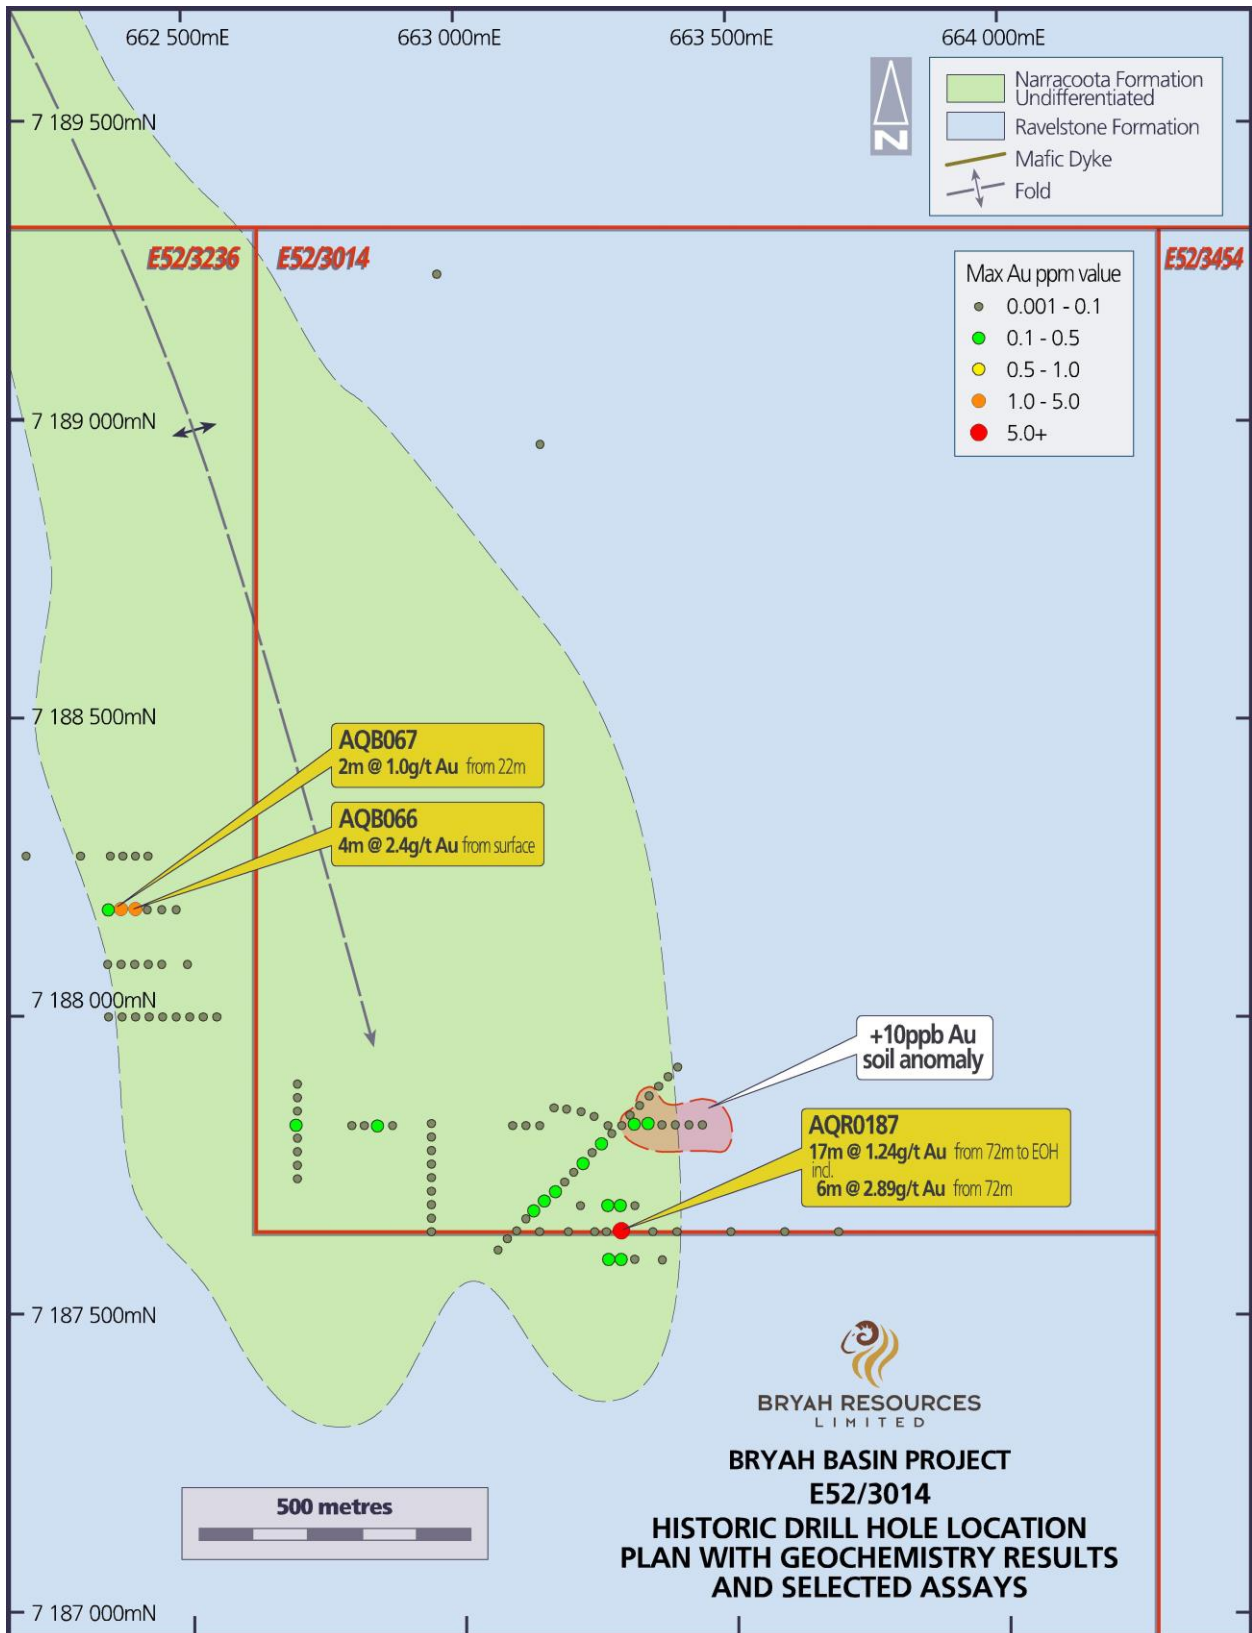 662 500mE
663 000mE
663 500mE
664 000mE
Narracoota Formation
Undifferentiated
Ravelstone Formation
Mafic Dyke
Fold
N
7 189 500mN
E52/3236
E52/3014
E52/3454
Max Au ppm value
0.001 - 0.1
0.1 - 0.5
0.5 - 1.0
1.0 - 5.0
5.0+
7 189 000mN
7 188 500mN
AQB067
2m @ 1.0g/t Au from 22m
AQB066
4m @ 2.4g/t Au from surface
7 188 000mN
+10ppb Au
soil anomaly
AQR0187
17m @ 1.24g/t Au from 72m to EOH
incl.
6m @ 2.89g/t Au from 72m
7 187 500mN
BRYAH RESOURCES
LIMITED
BRYAH BASIN PROJECT
E52/3014
HISTORIC DRILL HOLE LOCATION
PLAN WITH GEOCHEMISTRY RESULTS
AND SELECTED ASSAYS
500 metres
7 187 000mN